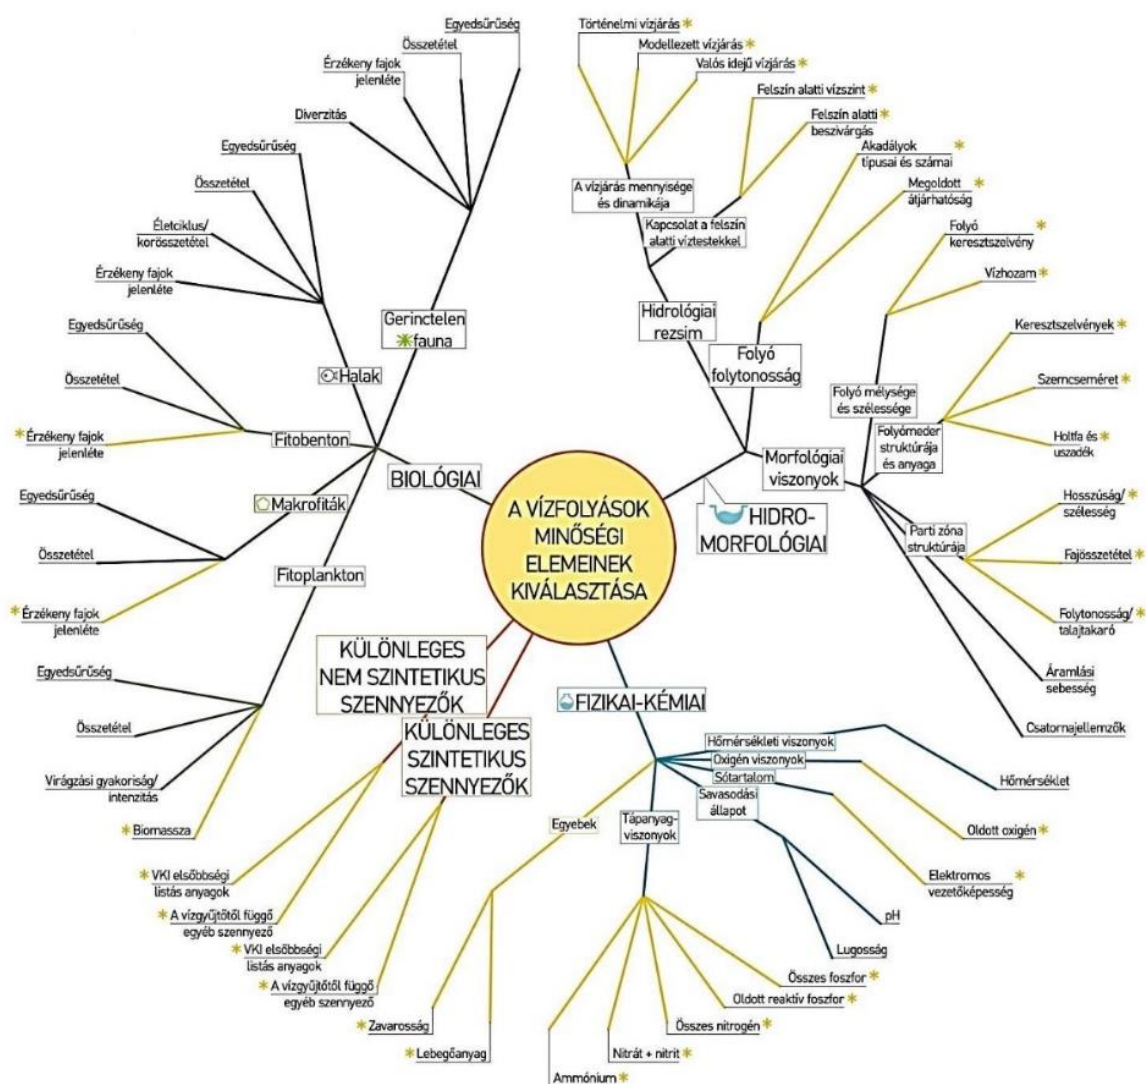 A VÍZFOLYÁSOK
MINŐSÉGI
ELEMEINEK
KIVÁLASZTÁSA
BIOLÓGIAI
Gerinctelen
fauna
Egyedsűrűség
Összetétel
Érzékeny fajok
jelenléte
Diverzitás
Halak
Egyedsűrűség
Összetétel
Életciklus/
korösszetétel
Érzékeny fajok
jelenléte
Fitobenton
Egyedsűrűség
Összetétel
* Érzékeny fajok
jelenléte
Makrofiták
Egyedsűrűség
Összetétel
* Érzékeny fajok
jelenléte
Fitoplankton
Egyedsűrűség
Összetétel
Virágzási gyakoriság/
intenzitás
* Biomassza
HIDRO-
MORFOLÓGIAI
Hidrológiai
rezsim
A vízjárás mennyisége
és dinamikája
Történelmi vízjárás *
Modellezett vízjárás *
Valós idejű vízjárás *
Kapcsolat a felszín
alatti víztestekkel
Felszín alatti vízszint *
Felszín alatti *
beszivárgás
Folyó
folytonosság
Akadályok *
típusai és számai
Megoldott *
átjárhatóság
Morfológiai
viszonyok
Folyó mélysége
és szélessége
Folyó *
keresztszelvény
Vízhozam *
Folyómeder
struktúrája
és anyaga
Keresztszelvények *
Szemcseméret *
Holtfa és *
uszadék
Parti zóna
struktúrája
Hosszúság/ *
szélesség
Fajösszetétel *
Folytonosság/ *
talajtakaró
Áramlási
sebesség
Csatornajellemzők
FIZIKAI-KÉMIAI
Hőmérsékleti viszonyok
Hőmérséklet
Oxigén viszonyok
Oldott oxigén *
Sótartalom
Elektromos *
vezetőképesség
Savasodási
állapot
pH
Lugosság
Tápanyag-
viszonyok
Összes foszfor *
Oldott reaktív foszfor *
Összes nitrogén *
Nitrát + nitrit *
Ammónium *
Egyebek
* Zavarosság
* Lebegőanyag
KÜLÖNLEGES
NEM SZINTETIKUS
SZENNYEZŐK
* VKI elsőbbségi
listás anyagok
* A vízgyűjtőtől függő
egyéb szennyező
KÜLÖNLEGES
SZINTETIKUS
SZENNYEZŐK
* VKI elsőbbségi
listás anyagok
* A vízgyűjtőtől függő
egyéb szennyező